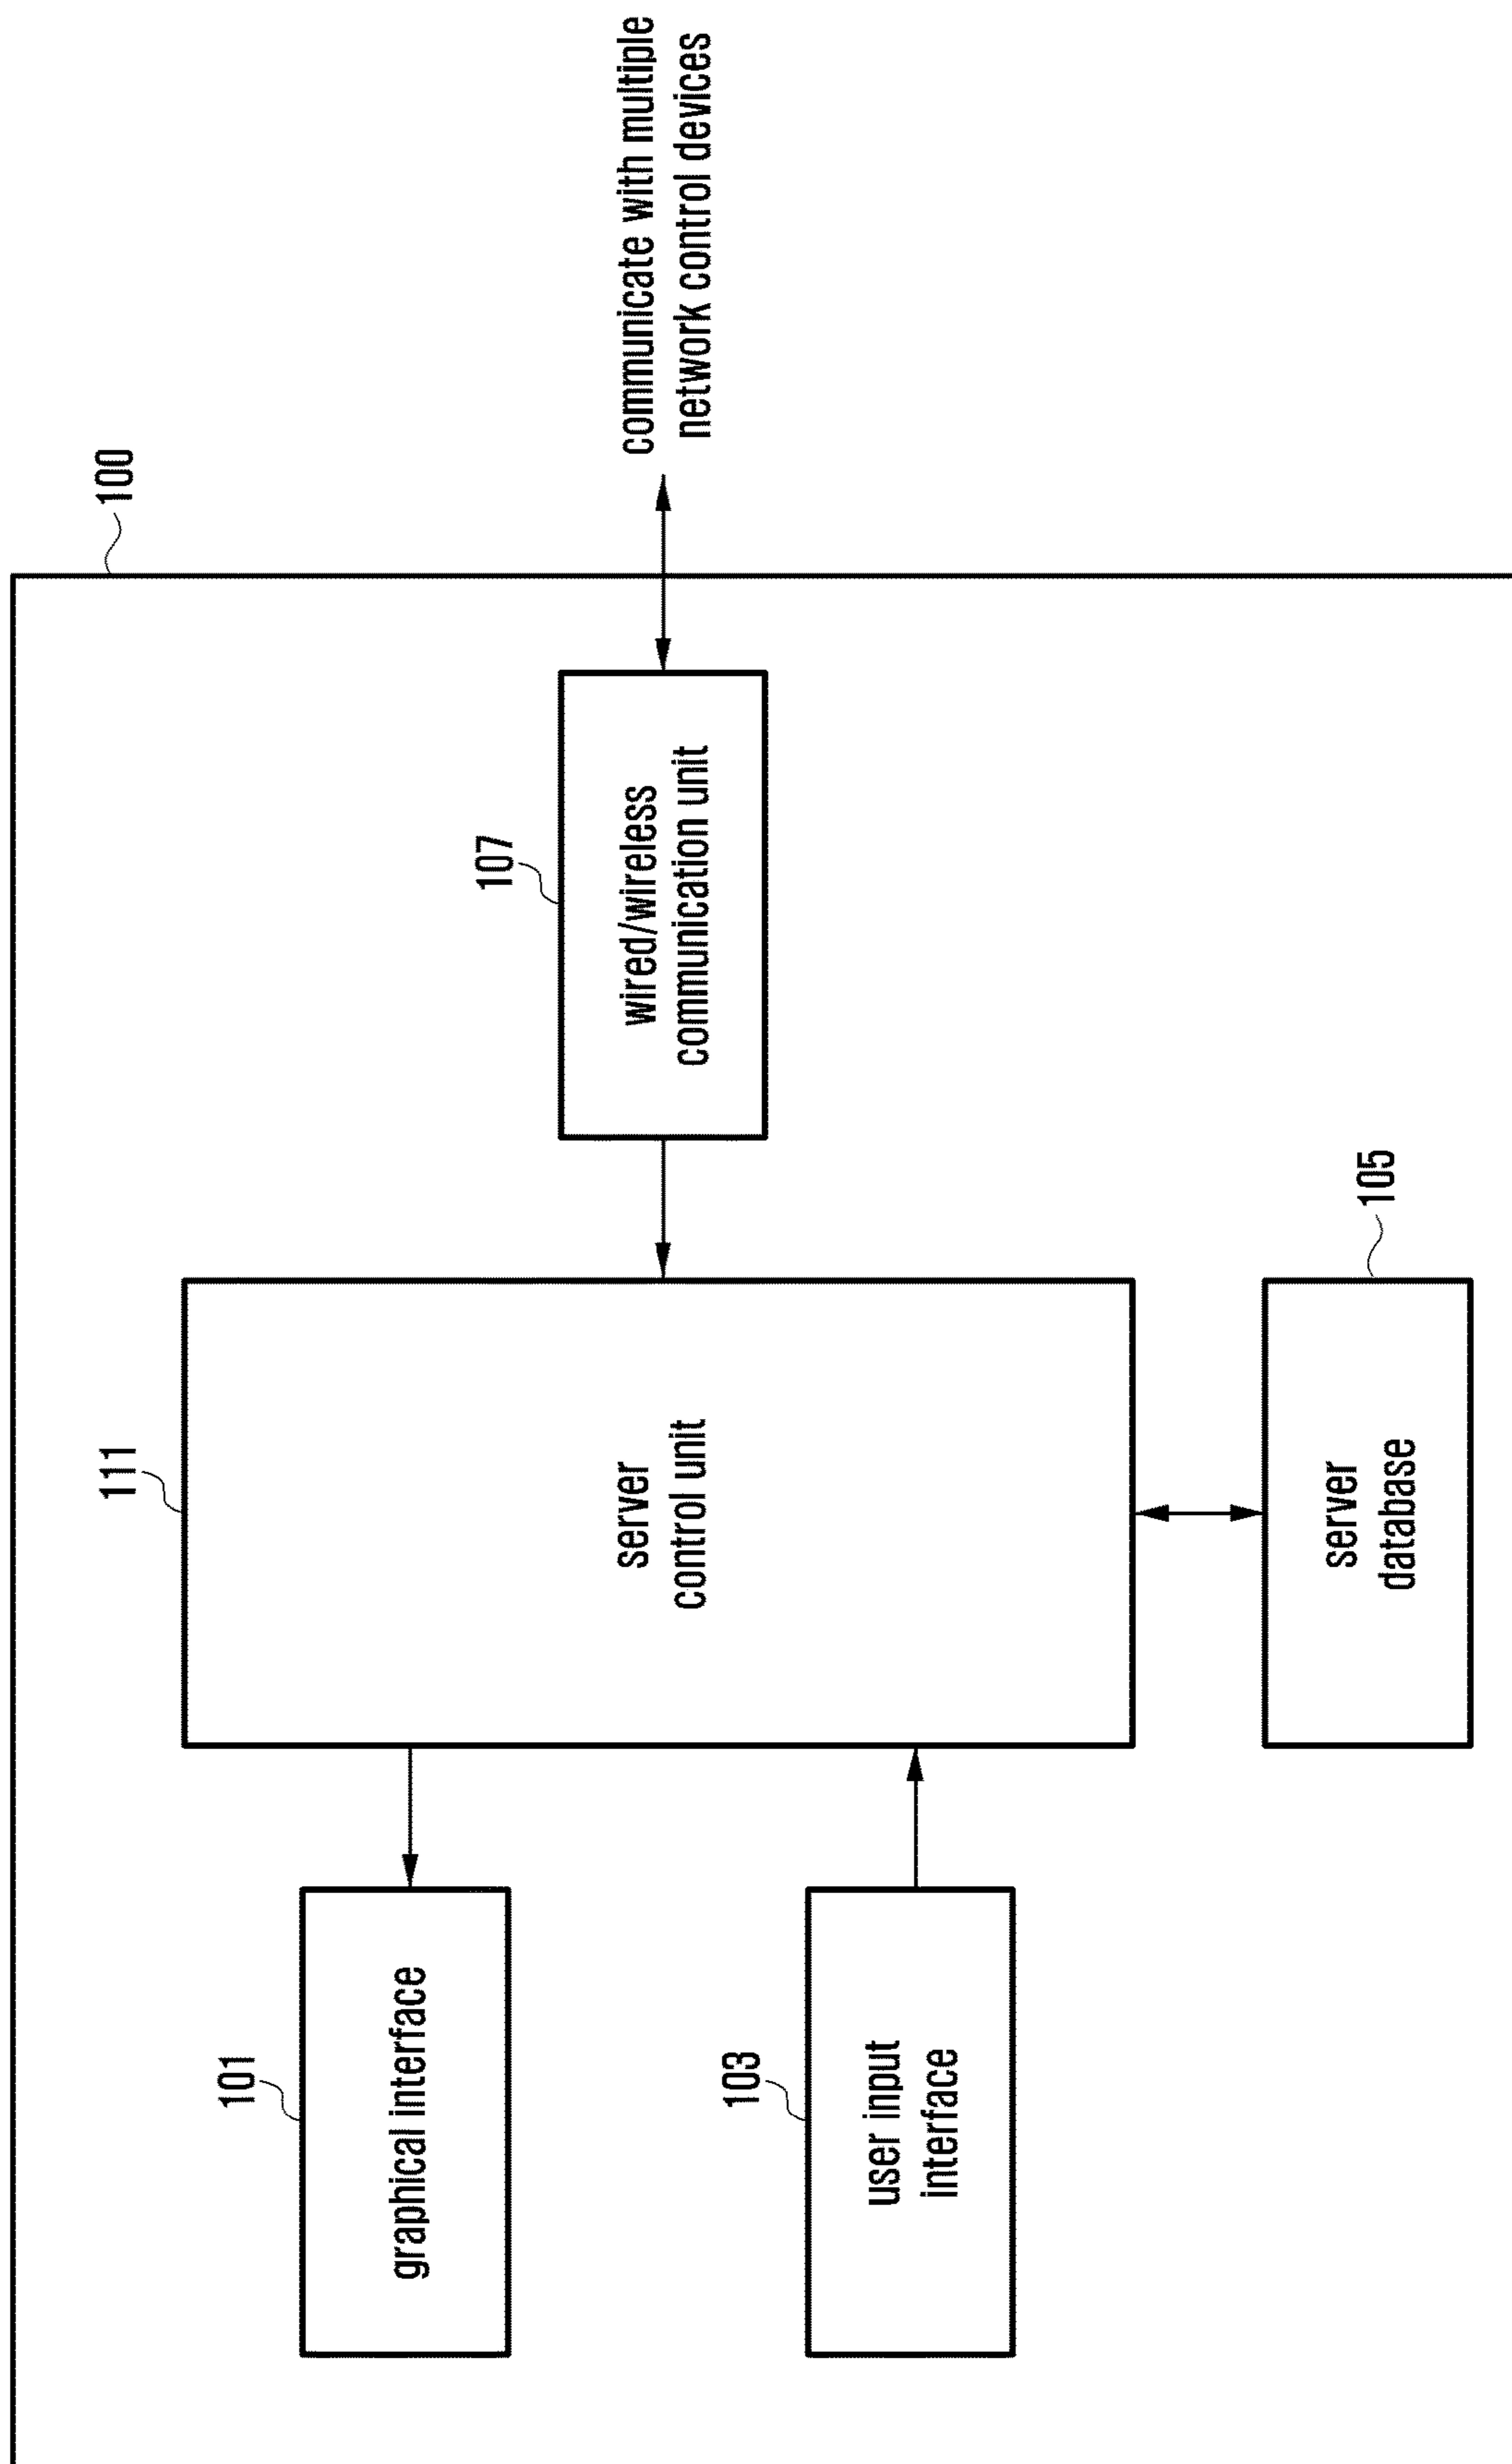 100
111
101
graphical interface
server
control unit
107
wired/wireless
communication unit
communicate with multiple
network control devices
103
user input
interface
105
server
database